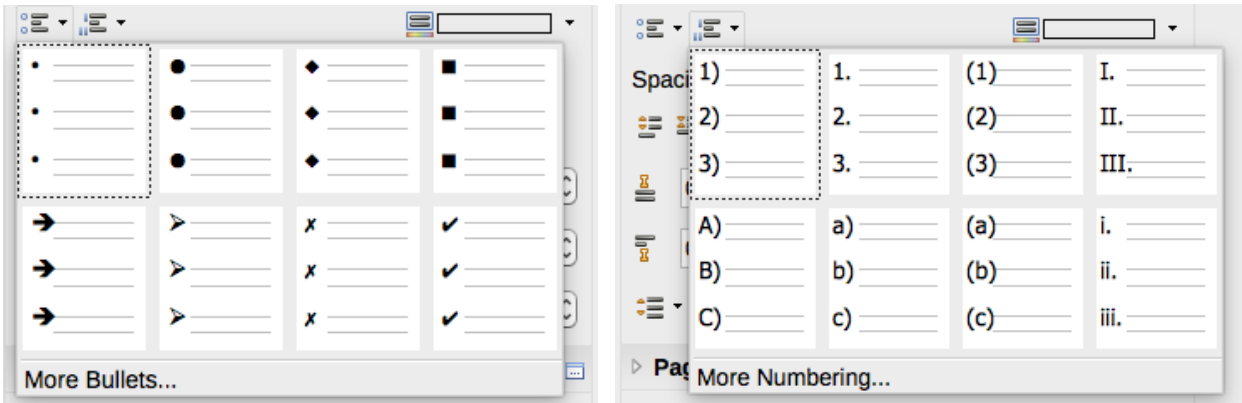 More Bullets...
Spaci
1) 1. (1) I.
2) 2. (2) II.
3) 3. (3) III.
A) a) (a) i.
B) b) (b) ii.
C) c) (c) iii.
Pag
More Numbering...